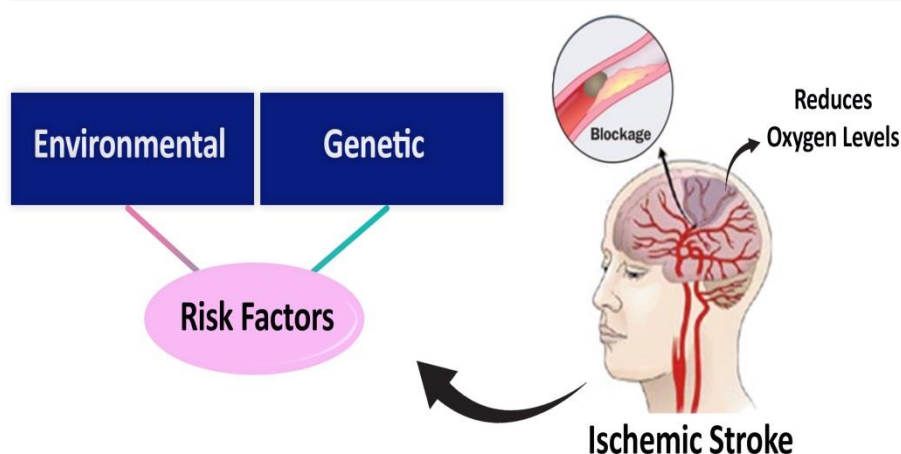 Environmental
Genetic
Risk Factors
Blockage
Reduces
Oxygen Levels
Ischemic Stroke